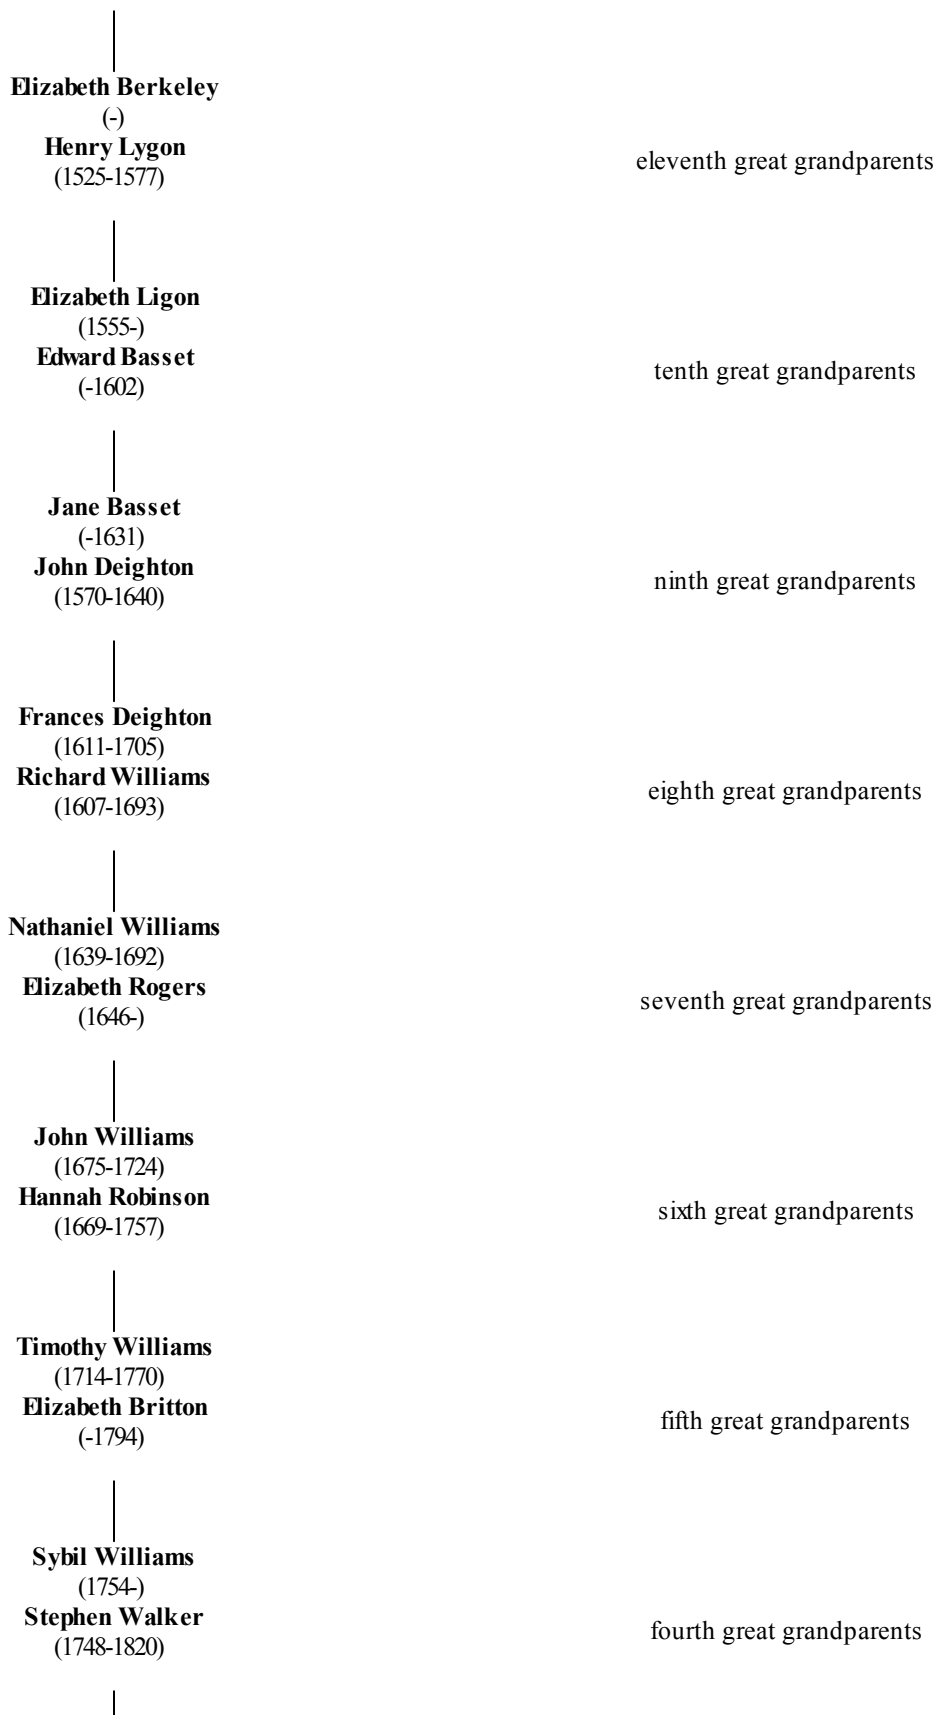 Elizabeth Berkeley
(-)
Henry Lygon
(1525-1577)
eleventh great grandparents
Elizabeth Ligon
(1555-)
Edward Basset
(-1602)
tenth great grandparents
Jane Basset
(-1631)
John Deighton
(1570-1640)
ninth great grandparents
Frances Deighton
(1611-1705)
Richard Williams
(1607-1693)
eighth great grandparents
Nathaniel Williams
(1639-1692)
Elizabeth Rogers
(1646-)
seventh great grandparents
John Williams
(1675-1724)
Hannah Robinson
(1669-1757)
sixth great grandparents
Timothy Williams
(1714-1770)
Elizabeth Britton
(-1794)
fifth great grandparents
Sybil Williams
(1754-)
Stephen Walker
(1748-1820)
fourth great grandparents